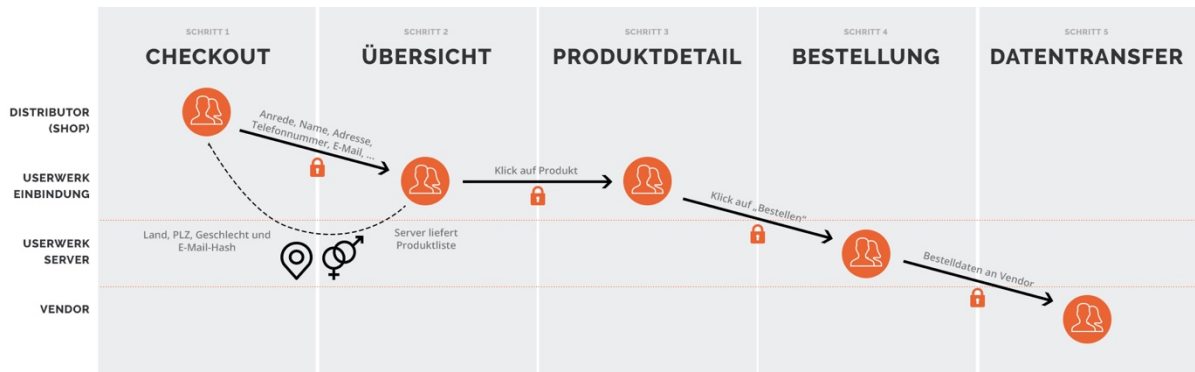 SCHRITT 1
CHECKOUT
SCHRITT 2
ÜBERSICHT
SCHRITT 3
PRODUKTDETAIL
SCHRITT 4
BESTELLUNG
SCHRITT 5
DATENTRANSFER
DISTRIBUTOR
(SHOP)
Anrede, Name, Adresse,
Telefonnummer, E-Mail, ...
USERWERK
EINBINDUNG
Klick auf Produkt
Klick auf „Bestellen“
USERWERK
SERVER
Land, PLZ, Geschlecht und
E-Mail-Hash
Server liefert
Produktliste
Bestelldaten an Vendor
VENDOR